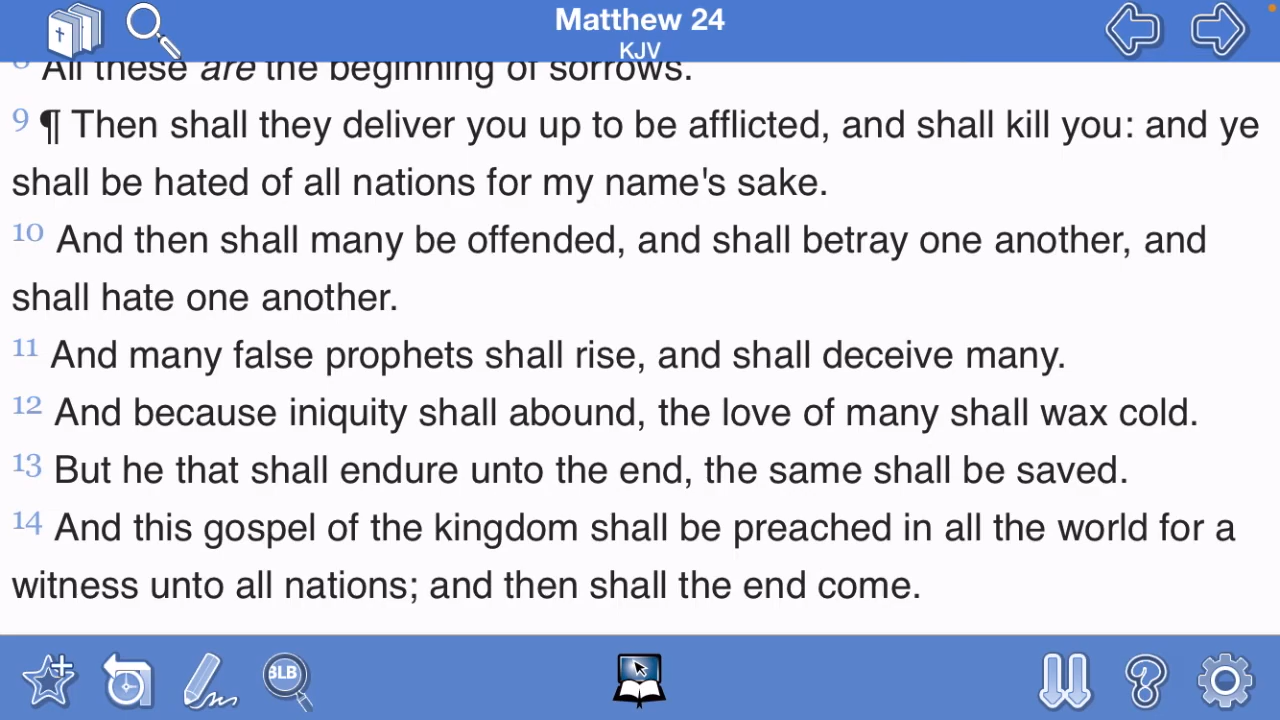 Matthew 24
KJV
8 All these are the beginning of sorrows.
9 ¶ Then shall they deliver you up to be afflicted, and shall kill you: and ye
shall be hated of all nations for my name's sake.
10 And then shall many be offended, and shall betray one another, and
shall hate one another.
11 And many false prophets shall rise, and shall deceive many.
12 And because iniquity shall abound, the love of many shall wax cold.
13 But he that shall endure unto the end, the same shall be saved.
14 And this gospel of the kingdom shall be preached in all the world for a
witness unto all nations; and then shall the end come.
BLB